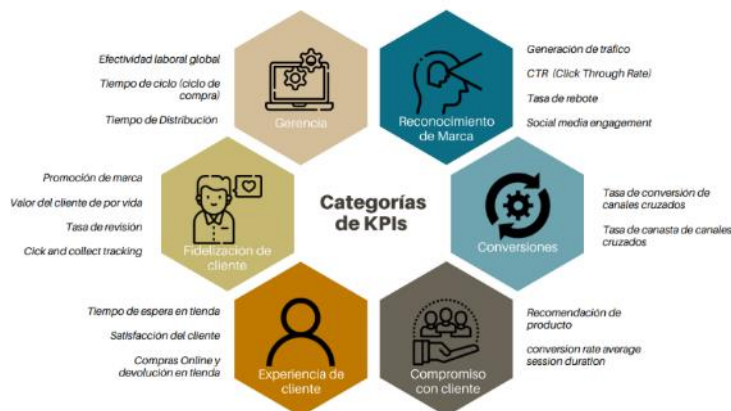 Efectividad laboral global
Tiempo de ciclo (ciclo de
compra)
Tiempo de Distribución
Gerencia
Reconocimiento
de Marca
Generación de tráfico
CTR (Click Through Rate)
Tasa de rebote
Social media engagement
Promoción de marca
Valor del cliente de por vida
Tasa de revisión
Click and collect tracking
Fidelización de
cliente
Categorías
de KPIs
Conversiones
Tasa de conversión de
canales cruzados
Tasa de canasta de canales
cruzados
Tiempo de espera en tienda
Satisfacción del cliente
Compras Online y
devolución en tienda
Experiencia de
cliente
Compromiso
con cliente
Recomendación de
producto
conversion rate average
session duration